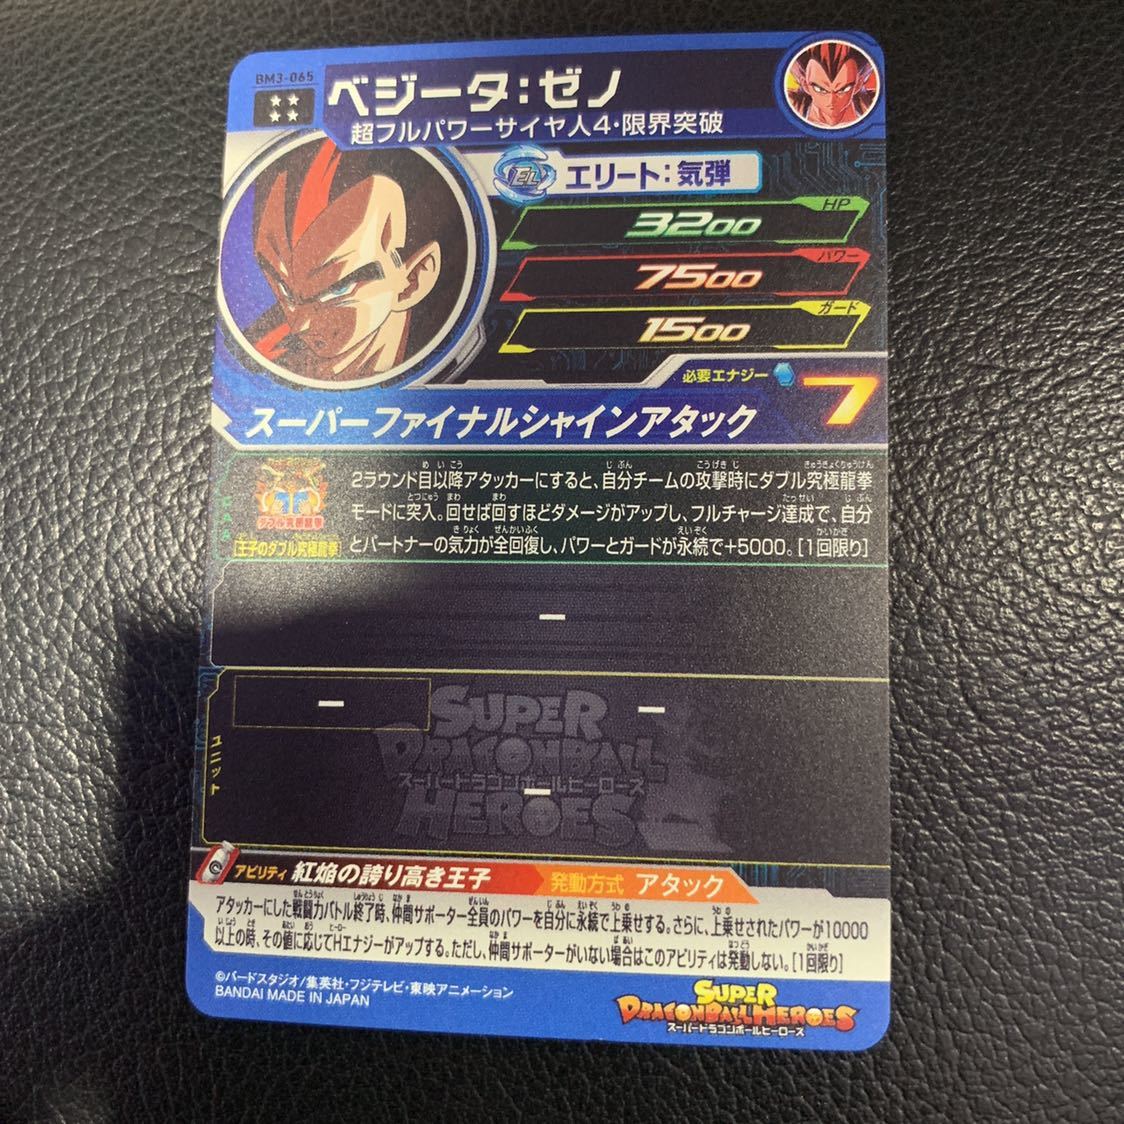 BM3-065
ベジータ:ゼノ
超フルパワーサイヤ人4・限界突破
EL
エリート:気弾
HP
3200
パワー
7500
ガード
1500
必要エナジー
7
スーパーファイナルシャインアタック
ダブル究極龍拳
[王子のダブル究極龍拳]
2ラウンド目以降アタッカーにすると、自分チームの攻撃時にダブル究極龍拳
モードに突入。回せば回すほどダメージがアップし、フルチャージ達成で、自分
とパートナーの気力が全回復し、パワーとガードが永続で+5000。[1回限り]
ー
ー
ー
ユニット
SUPER
DRAGONBALL
スーパードラゴンボールヒーローズ
ー
HEROES
アビリティ 紅焔の誇り高き王子 発動方式 アタック
アタッカーにした戦闘力バトル終了時、仲間サポーター全員のパワーを自分に永続で上乗せする。さらに、上乗せされたパワーが10000
以上の時、その値に応じてHエナジーがアップする。ただし、仲間サポーターがいない場合はこのアビリティは発動しない。[1回限り]
©バードスタジオ/集英社・フジテレビ・東映アニメーション
BANDAI MADE IN JAPAN
SUPER
DRAGONBALL HEROES
スーパードラゴンボールヒーローズ